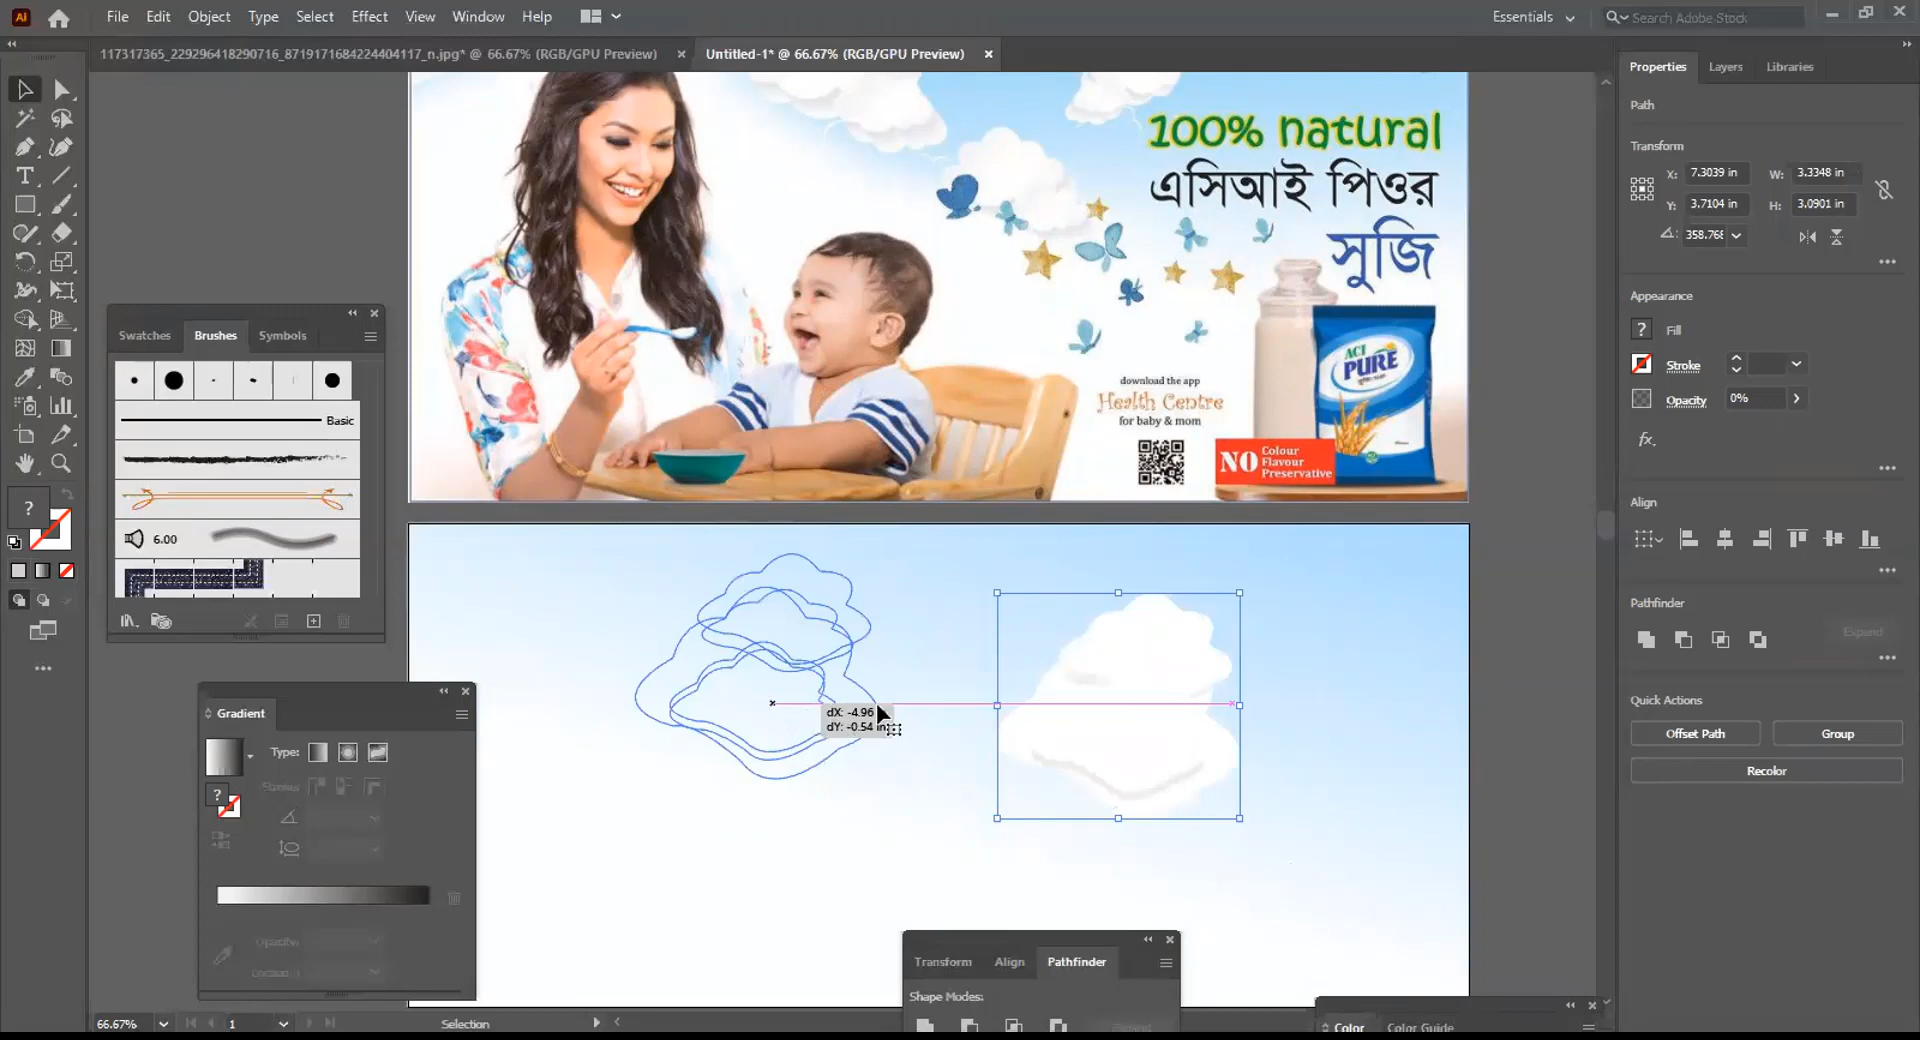 File Edit Object Type Select Effect View Window Help
Essentials
Search Adobe Stock
117317365_229296418290716_8719171684224404117_n.jpg* @ 66.67% (RGB/GPU Preview)
Untitled-1* @ 66.67% (RGB/GPU Preview)
Properties Layers Libraries
Path
Transform
X: 7.3039 in W: 3.3348 in
Y: 3.7104 in H: 3.0901 in
358.768
Appearance
Fill
Stroke
Opacity 0%
fx.
Align
Pathfinder
Expand
Quick Actions
Offset Path Group
Recolor
100% natural
এসিআই পিওর
সুজি
ACI
PURE
download the app
Health Centre
for baby & mom
NO Colour
Flavour
Preservative
Swatches Brushes Symbols
Basic
6.00
Gradient
Type:
Stroke:
Opacity:
Location:
dX: -4.96
dY: -0.54 in
Transform Align Pathfinder
Shape Modes:
Expand
Color Color Guide
66.67% 1 Selection